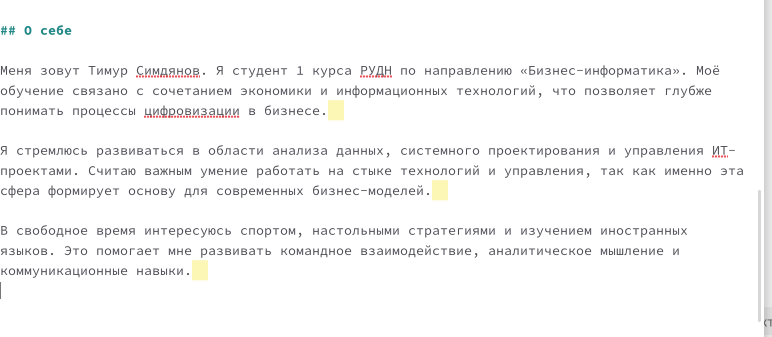 ## О себе
Меня зовут Тимур Симдянов. Я студент 1 курса РУДН по направлению «Бизнес-информатика». Моё
обучение связано с сочетанием экономики и информационных технологий, что позволяет глубже
понимать процессы цифровизации в бизнесе.
Я стремлюсь развиваться в области анализа данных, системного проектирования и управления ИТ-
проектами. Считаю важным умение работать на стыке технологий и управления, так как именно эта
сфера формирует основу для современных бизнес-моделей.
В свободное время интересуюсь спортом, настольными стратегиями и изучением иностранных
языков. Это помогает мне развивать командное взаимодействие, аналитическое мышление и
коммуникационные навыки.